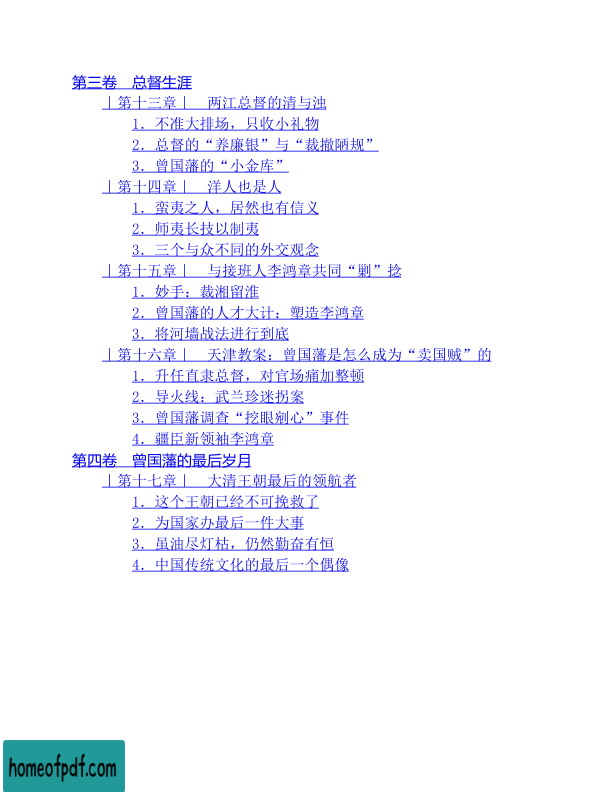 第三卷　总督生涯
｜第十三章｜　两江总督的清与浊
1．不准大排场，只收小礼物
2．总督的“养廉银”与“裁撤陋规”
3．曾国藩的“小金库”
｜第十四章｜　洋人也是人
1．蛮夷之人，居然也有信义
2．师夷长技以制夷
3．三个与众不同的外交观念
｜第十五章｜　与接班人李鸿章共同“剿”捻
1．妙手：裁湘留淮
2．曾国藩的人才大计：塑造李鸿章
3．将河墙战法进行到底
｜第十六章｜　天津教案：曾国藩是怎么成为“卖国贼”的
1．升任直隶总督，对官场痛加整顿
2．导火线：武兰珍迷拐案
3．曾国藩调查“挖眼剜心”事件
4．疆臣新领袖李鸿章
第四卷　曾国藩的最后岁月
｜第十七章｜　大清王朝最后的领航者
1．这个王朝已经不可挽救了
2．为国家办最后一件大事
3．虽油尽灯枯，仍然勤奋有恒
4．中国传统文化的最后一个偶像
homeofpdf.com